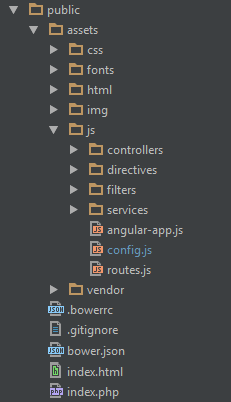 public
assets
css
fonts
html
img
js
controllers
directives
filters
services
angular-app.js
config.js
routes.js
vendor
.bowerrc
.gitignore
bower.json
index.html
index.php